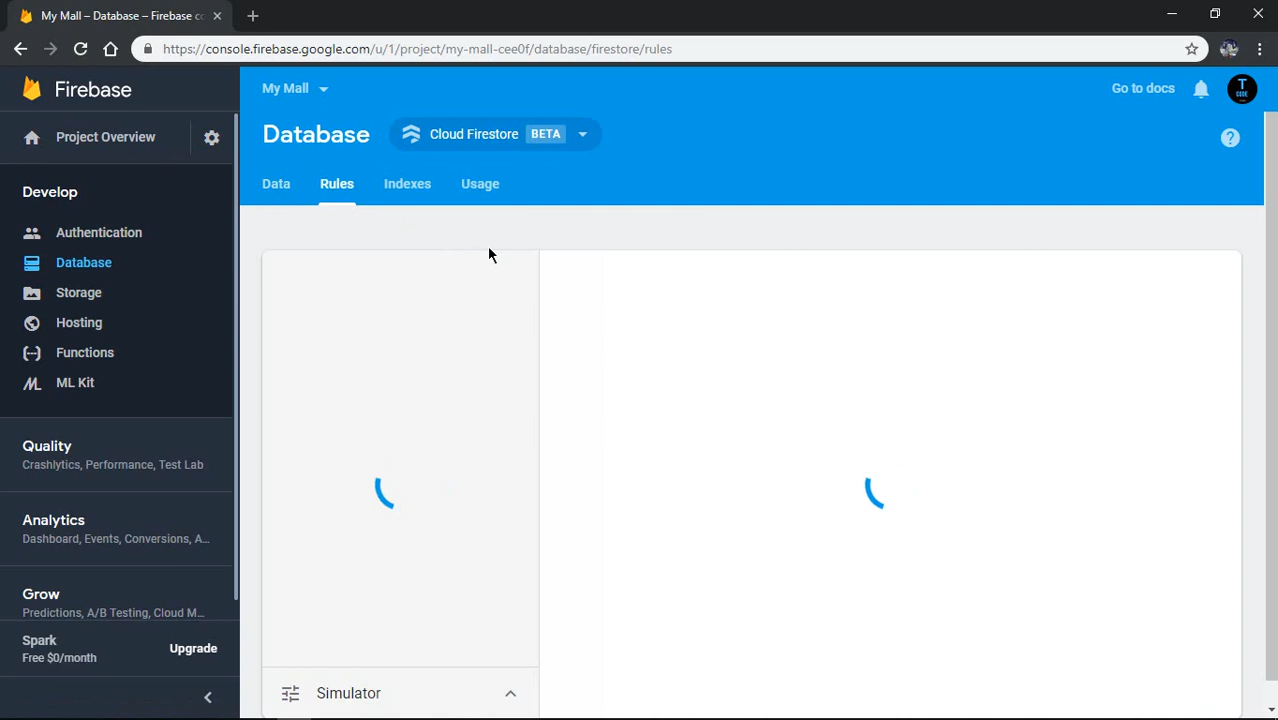 My Mall – Database – Firebase co
https://console.firebase.google.com/u/1/project/my-mall-cee0f/database/firestore/rules
Firebase
My Mall
Go to docs
T
CODE
Project Overview
Database
Cloud Firestore BETA
Data
Rules
Indexes
Usage
Develop
Authentication
Database
Storage
Hosting
Functions
ML Kit
Quality
Crashlytics, Performance, Test Lab
Analytics
Dashboard, Events, Conversions, A...
Grow
Predictions, A/B Testing, Cloud M...
Spark
Free $0/month
Upgrade
Simulator